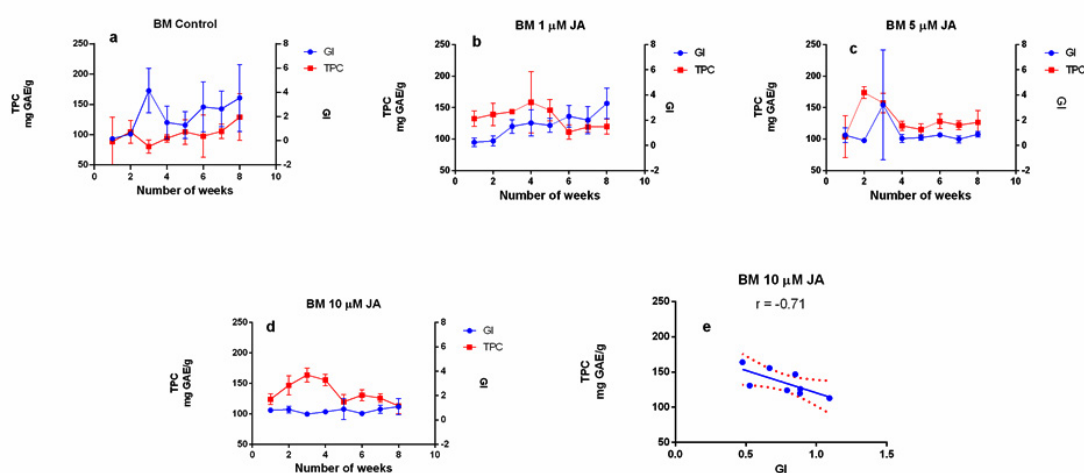 BM Control
a
250
200
150
100
50
TPC
mg GAE/g
8
6
4
2
0
-2
GI
0 2 4 6 8 10
Number of weeks
GI
TPC
BM 1 μM JA
b
250
200
150
100
50
TPC
mg GAE/g
8
6
4
2
0
-2
GI
0 2 4 6 8 10
Number of weeks
GI
TPC
BM 5 μM JA
c
250
200
150
100
50
TPC
mg GAE/g
8
6
4
2
0
-2
GI
0 2 4 6 8 10
Number of weeks
GI
TPC
BM 10 μM JA
d
250
200
150
100
50
TPC
mg GAE/g
8
6
4
2
0
-2
GI
0 2 4 6 8 10
Number of weeks
GI
TPC
BM 10 μM JA
r = -0.71
e
250
200
150
100
50
TPC
mg GAE/g
0.0 0.5 1.0 1.5
GI